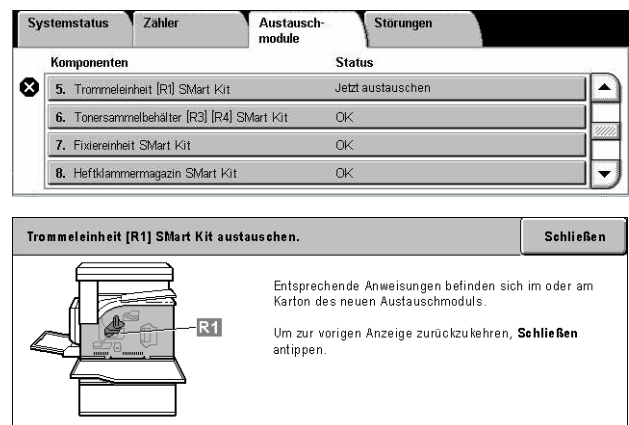 Systemstatus
Zähler
Austausch-
module
Störungen
Komponenten
Status
5. Trommeleinheit [R1] SMart Kit
Jetzt austauschen
6. Tonersammelbehälter [R3] [R4] SMart Kit
OK
7. Fixiereinheit SMart Kit
OK
8. Heftklammermagazin SMart Kit
OK
Trommeleinheit [R1] SMart Kit austauschen.
Schließen
Entsprechende Anweisungen befinden sich im oder am
Karton des neuen Austauschmoduls.
R1
Um zur vorigen Anzeige zurückzukehren, Schließen
antippen.